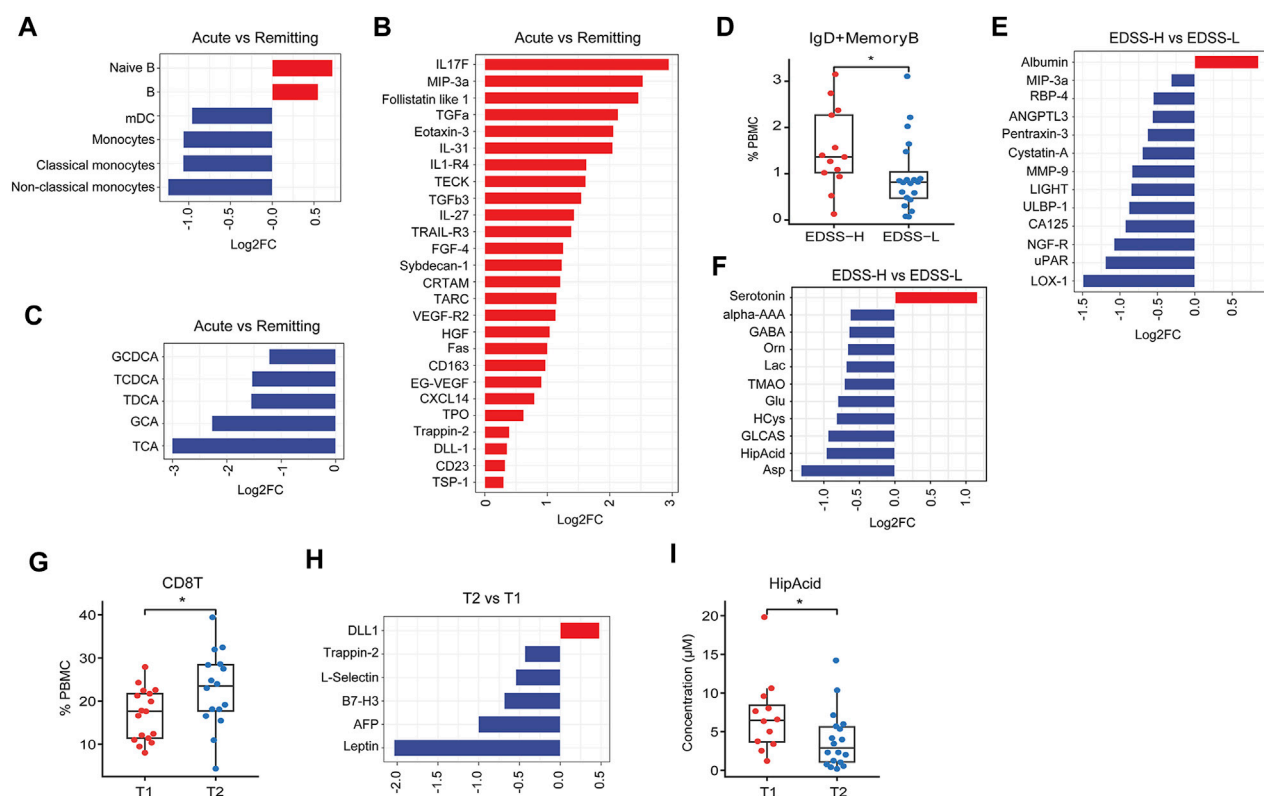 A
Acute vs Remitting
Naive B
B
mDC
Monocytes
Classical monocytes
Non-classical monocytes
-1.0
-0.5
-0.0
0.5
Log2FC
B
Acute vs Remitting
IL17F
MIP-3a
Follistatin like 1
TGFa
Eotaxin-3
IL-31
IL1-R4
TECK
TGFb3
IL-27
TRAIL-R3
FGF-4
Sybdecan-1
CRTAM
TARC
VEGF-R2
HGF
Fas
CD163
EG-VEGF
CXCL14
TPO
Trappin-2
DLL-1
CD23
TSP-1
0
1
2
3
Log2FC
C
Acute vs Remitting
GCDCA
TCDCA
TDCA
GCA
TCA
-3
-2
-1
0
Log2FC
D
IgD+MemoryB
*
% PBMC
3
2
1
0
EDSS−H
EDSS−L
E
EDSS-H vs EDSS-L
Albumin
MIP-3a
RBP-4
ANGPTL3
Pentraxin-3
Cystatin-A
MMP-9
LIGHT
ULBP-1
CA125
NGF-R
uPAR
LOX-1
-1.5
-1.0
-0.5
0.0
0.5
Log2FC
F
EDSS-H vs EDSS-L
Serotonin
alpha-AAA
GABA
Orn
Lac
TMAO
Glu
HCys
GLCAS
HipAcid
Asp
-1.0
-0.5
0.0
0.5
1.0
Log2FC
G
CD8T
*
% PBMC
40
30
20
10
T1
T2
H
T2 vs T1
DLL1
Trappin-2
L-Selectin
B7-H3
AFP
Leptin
-2.0
-1.5
-1.0
-0.5
0.0
0.5
I
HipAcid
*
Concentration (μM)
20
15
10
5
0
T1
T2